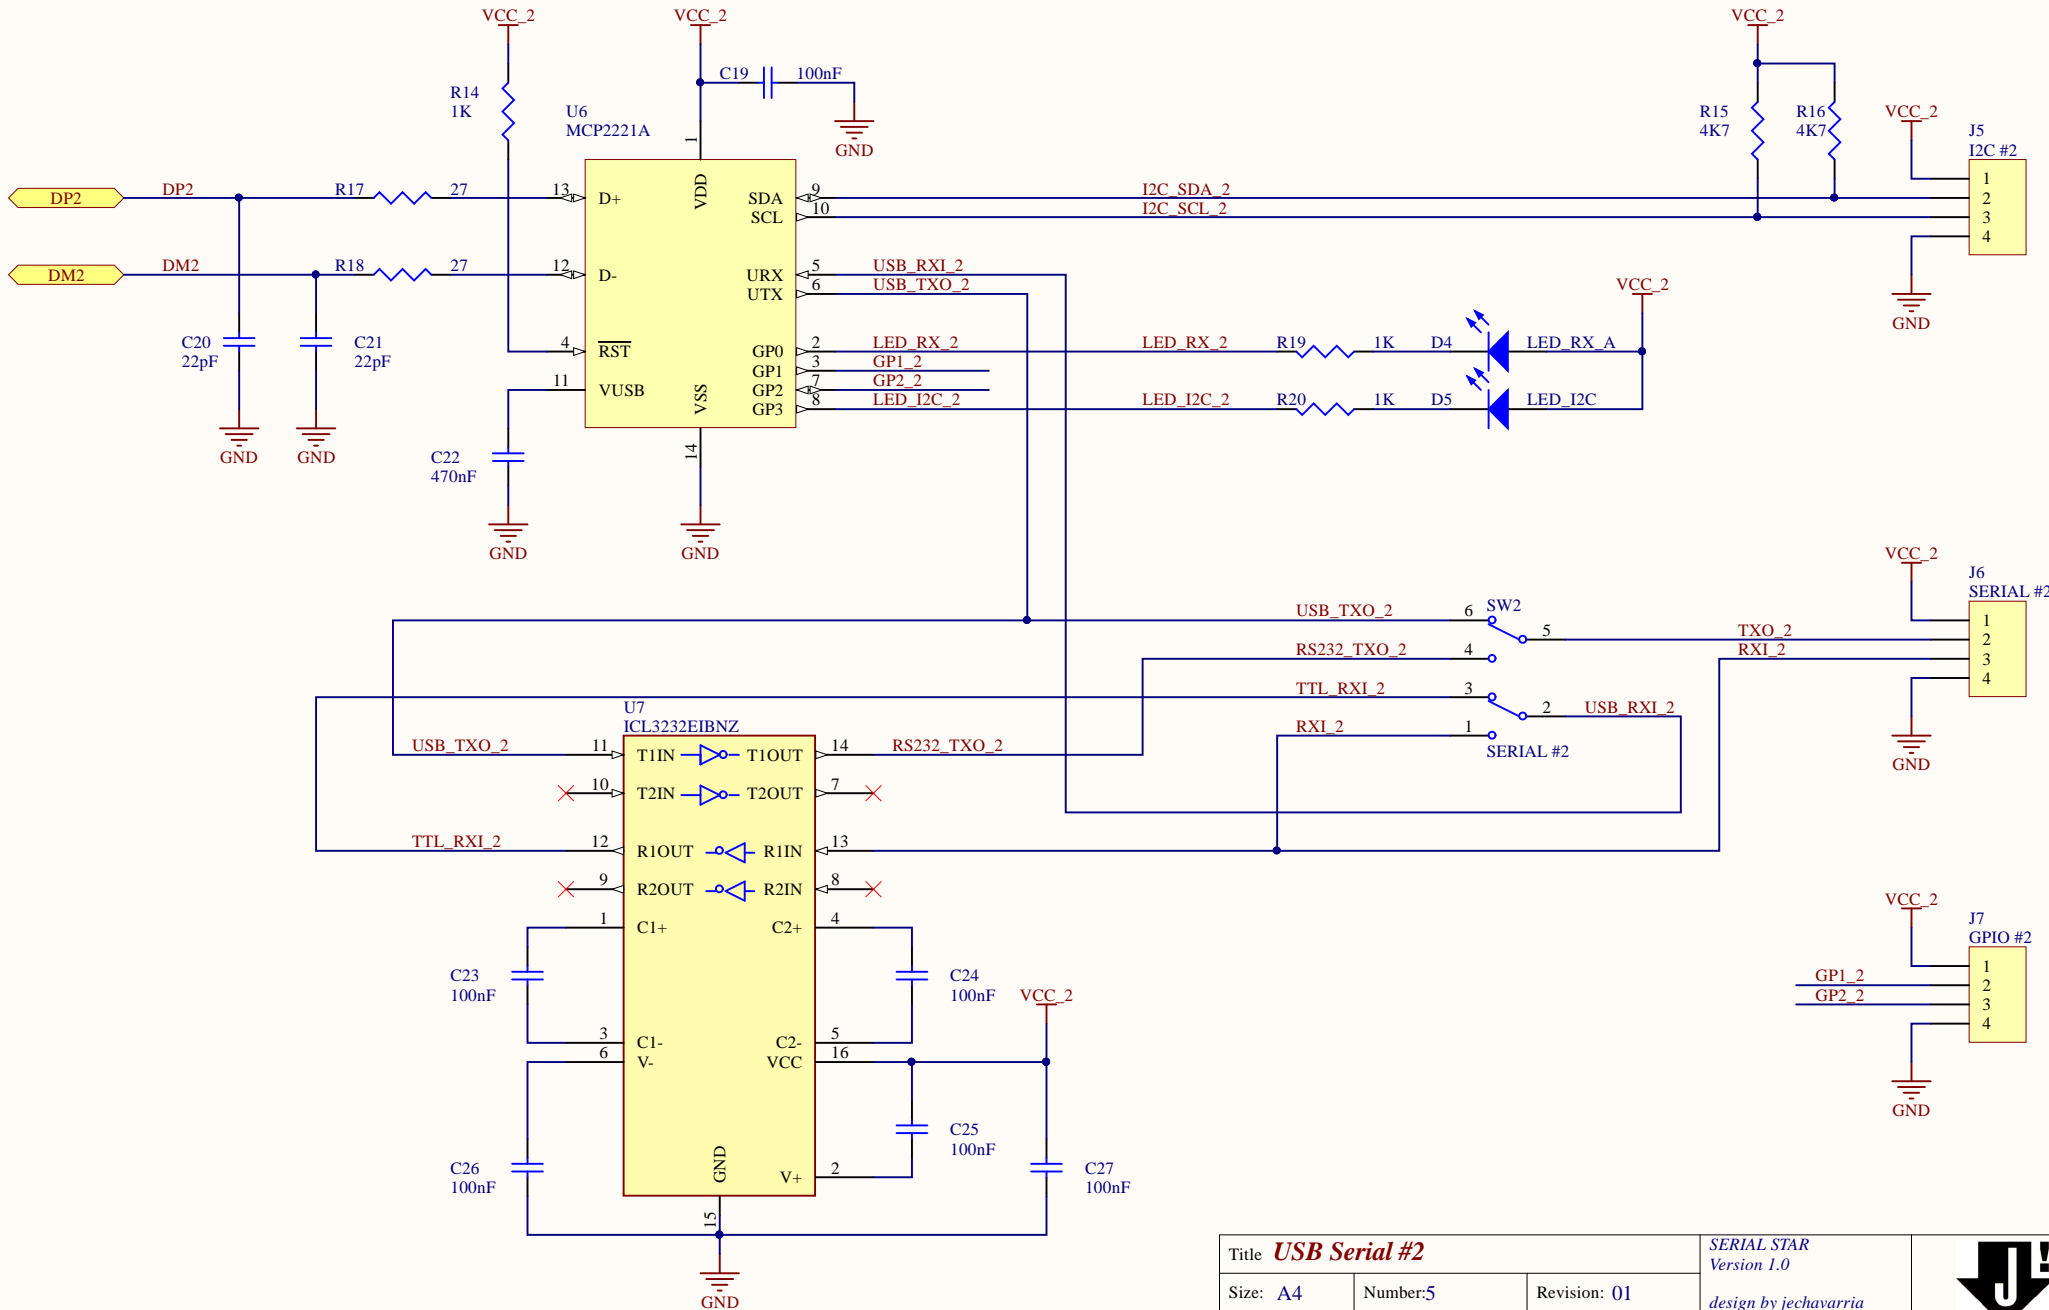 VCC_2
VCC_2
VCC_2
C19
100nF
R14
1K
U6
MCP2221A
GND
1
VDD
R15
4K7
R16
4K7
VCC_2
J5
I2C #2
DP2
DP2
R17
27
13
D+
SDA
9
I2C_SDA_2
SCL
10
I2C_SCL_2
1
2
3
4
DM2
DM2
R18
27
12
D-
URX
5
USB_RXI_2
UTX
6
USB_TXO_2
VCC_2
GND
C20
22pF
C21
22pF
4
RST
GP0
2
LED_RX_2
LED_RX_2
R19
1K
D4
LED_RX_A
GP1
3
GP1_2
11
VUSB
VSS
GP2
7
GP2_2
GP3
8
LED_I2C_2
LED_I2C_2
R20
1K
D5
LED_I2C
GND
GND
C22
470nF
14
GND
GND
VCC_2
J6
SERIAL #2
USB_TXO_2
6
SW2
5
TXO_2
RS232_TXO_2
4
RXI_2
1
2
3
4
TTL_RXI_2
3
2
USB_RXI_2
RXI_2
1
SERIAL #2
GND
U7
ICL3232EIBNZ
USB_TXO_2
11
T1IN
T1OUT
14
RS232_TXO_2
10
T2IN
T2OUT
7
TTL_RXI_2
12
R1OUT
R1IN
13
9
R2OUT
R2IN
8
1
C1+
C2+
4
VCC_2
J7
GPIO #2
C23
100nF
C24
100nF
VCC_2
GP1_2
GP2_2
1
2
3
4
3
C1-
C2-
5
6
V-
VCC
16
GND
C25
100nF
C26
100nF
GND
V+
2
C27
100nF
15
GND
Title
USB Serial #2
Size:
A4
Number:5
Revision:
01
SERIAL STAR
Version 1.0
design by jechavarria
J!